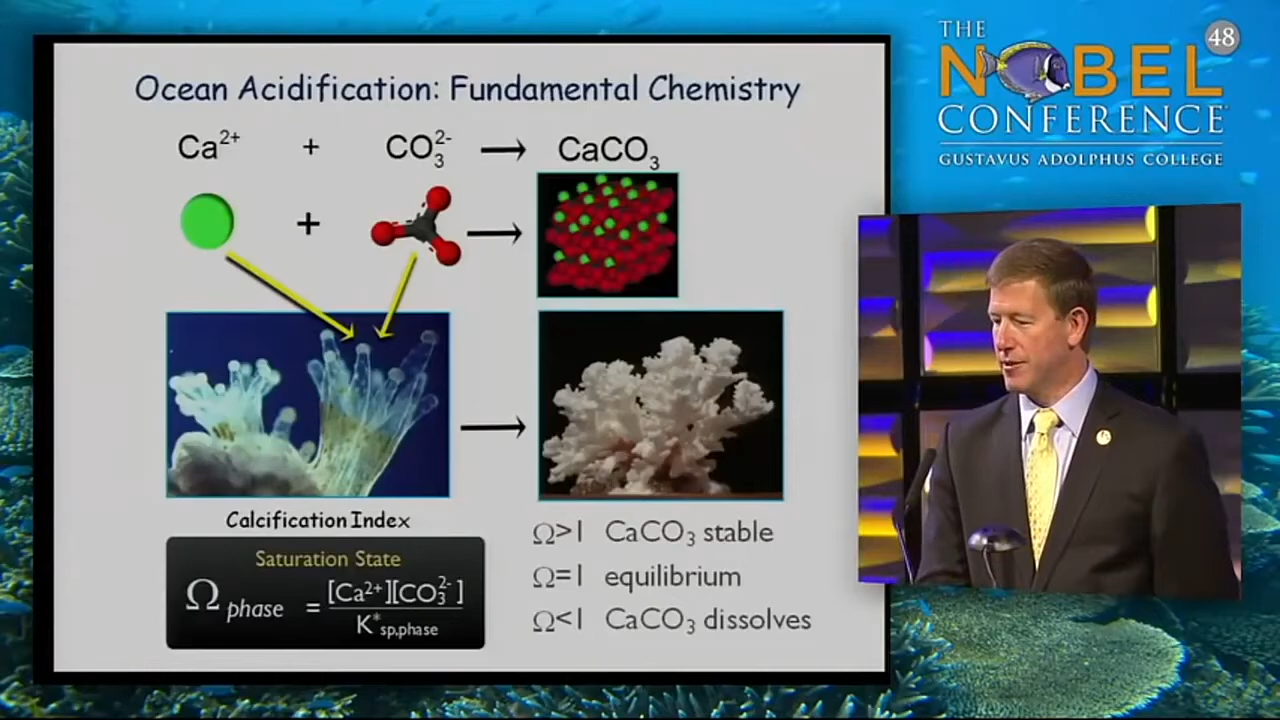 Ocean Acidification: Fundamental Chemistry
Ca²⁺ + CO₃²⁻ → CaCO₃
+ →
Calcification Index
Saturation State
Ω phase = [Ca²⁺][CO₃²⁻] / K*sp,phase
Ω>1 CaCO₃ stable
Ω=1 equilibrium
Ω<1 CaCO₃ dissolves
THE
NOBEL
48
CONFERENCE
GUSTAVUS ADOLPHUS COLLEGE